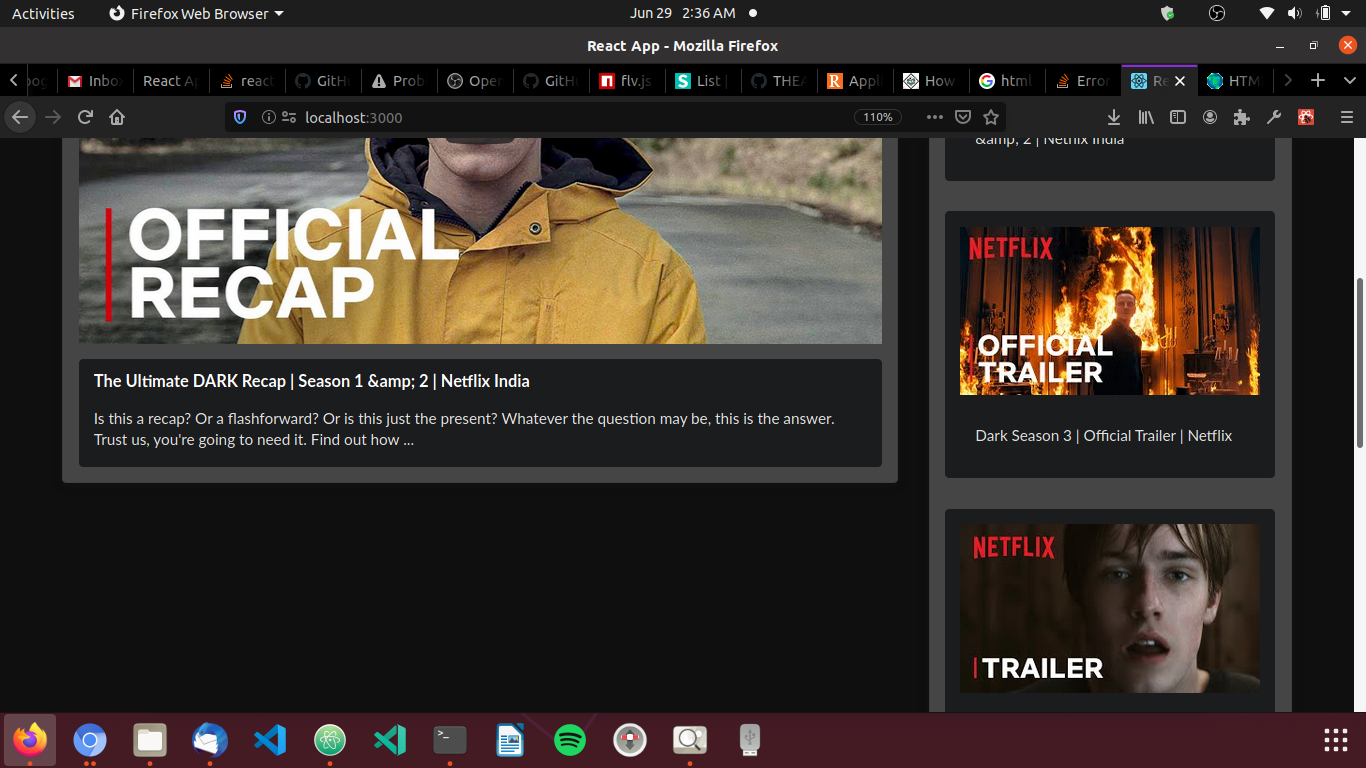 Activities
Firefox Web Browser
Jun 29 2:36 AM
React App - Mozilla Firefox
Inbo
React A
react
GitH
Prob
Oper
GitH
flv.js
List |
THEA
Appl
How
html
Error
Re
HTM
localhost:3000
110%
OFFICIAL
RECAP
The Ultimate DARK Recap | Season 1 &amp; 2 | Netflix India
Is this a recap? Or a flashforward? Or is this just the present? Whatever the question may be, this is the answer.
Trust us, you're going to need it. Find out how ...
&amp; 2 | Netflix India
NETFLIX
OFFICIAL
TRAILER
Dark Season 3 | Official Trailer | Netflix
NETFLIX
TRAILER